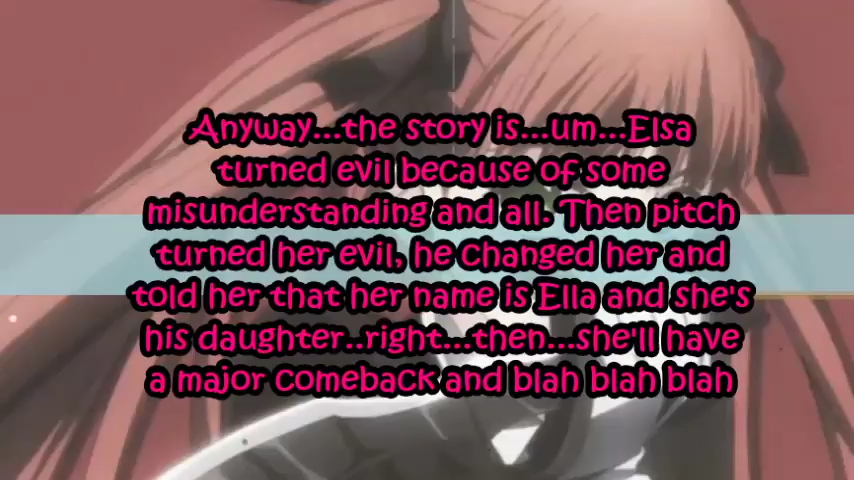 Anyway...the story is...um...Elsa
turned evil because of some
misunderstanding and all. Then pitch
turned her evil, he changed her and
told her that her name is Ella and she's
his daughter..right...then...she'll have
a major comeback and blah blah blah